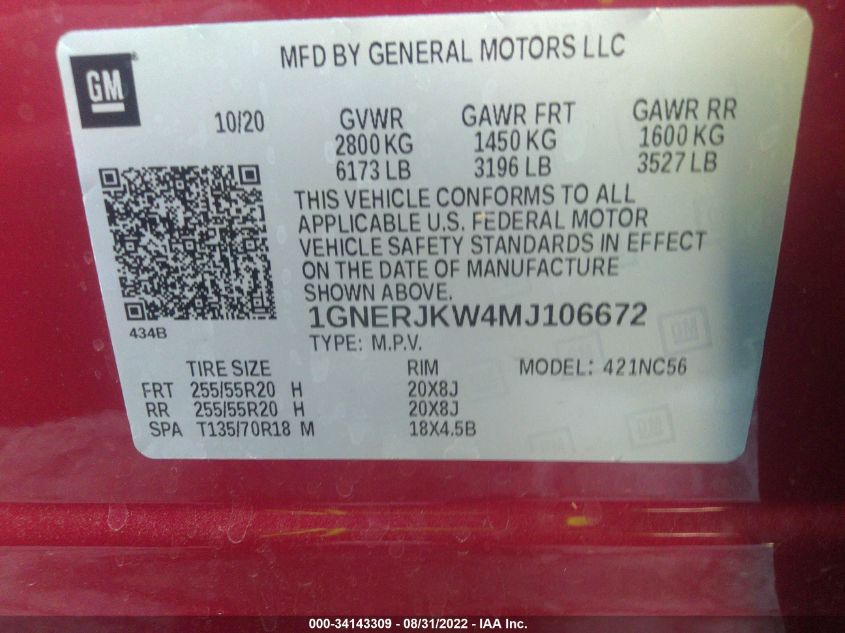 MFD BY GENERAL MOTORS LLC
GM
10/20 GVWR GAWR FRT GAWR RR
2800 KG 1450 KG 1600 KG
6173 LB 3196 LB 3527 LB
THIS VEHICLE CONFORMS TO ALL
APPLICABLE U.S. FEDERAL MOTOR
VEHICLE SAFETY STANDARDS IN EFFECT
ON THE DATE OF MANUFACTURE
SHOWN ABOVE.
434B
1GNERJKW4MJ106672
TYPE: M.P.V.
TIRE SIZE RIM MODEL: 421NC56
FRT 255/55R20 H 20X8J
RR 255/55R20 H 20X8J
SPA T135/70R18 M 18X4.5B
GM
GM
000-34143309 - 08/31/2022 - IAA Inc.